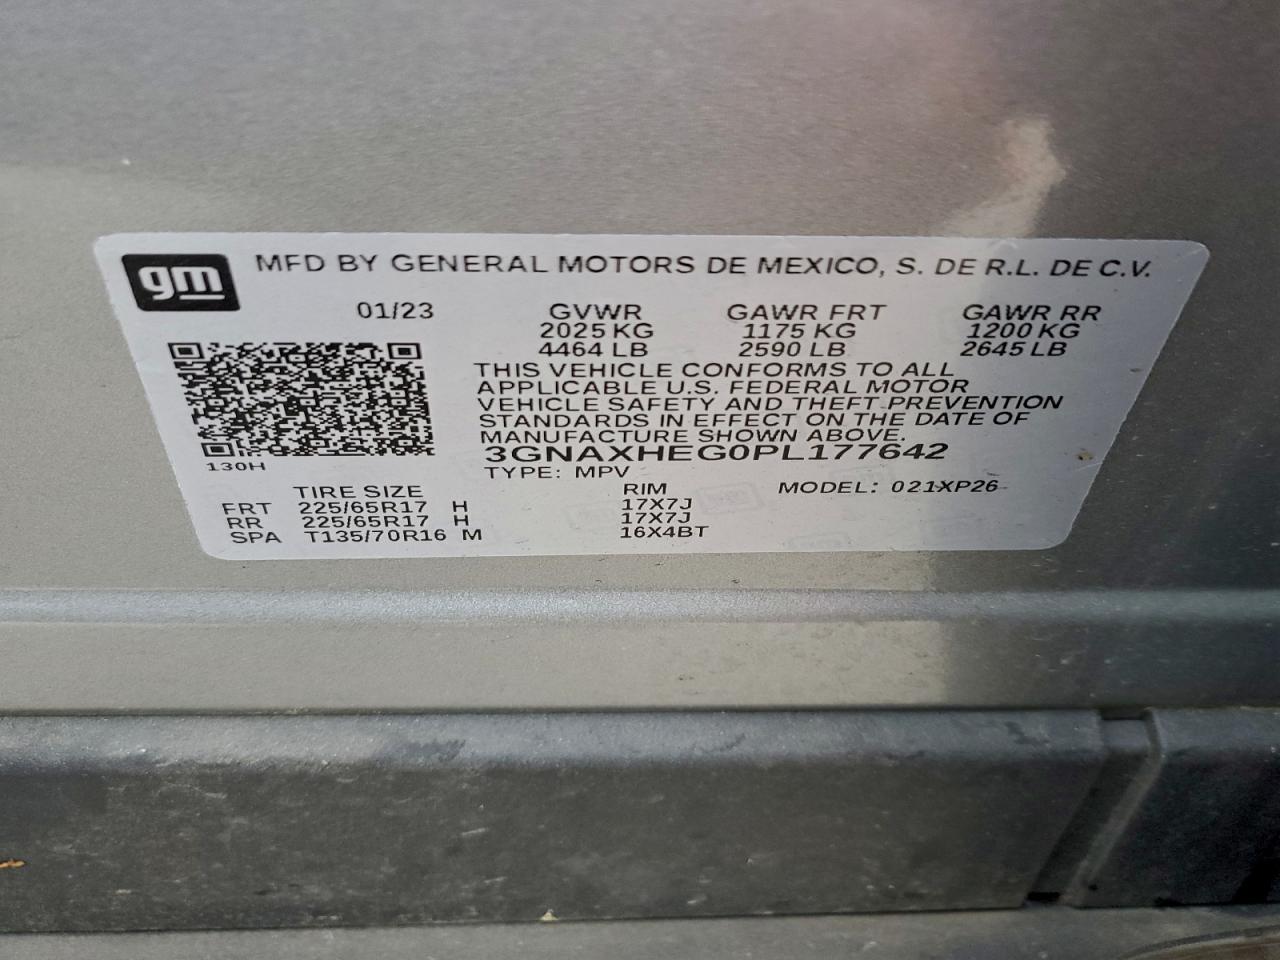 gm MFD BY GENERAL MOTORS DE MEXICO, S. DE R.L. DE C.V.
01/23 GVWR GAWR FRT GAWR RR
2025 KG 1175 KG 1200 KG
4464 LB 2590 LB 2645 LB
THIS VEHICLE CONFORMS TO ALL
APPLICABLE U.S. FEDERAL MOTOR
VEHICLE SAFETY AND THEFT PREVENTION
STANDARDS IN EFFECT ON THE DATE OF
MANUFACTURE SHOWN ABOVE.
3GNAXHEG0PL177642
130H
TYPE: MPV
TIRE SIZE RIM MODEL: 021XP26
FRT 225/65R17 H 17X7J
RR 225/65R17 H 17X7J
SPA T135/70R16 M 16X4BT